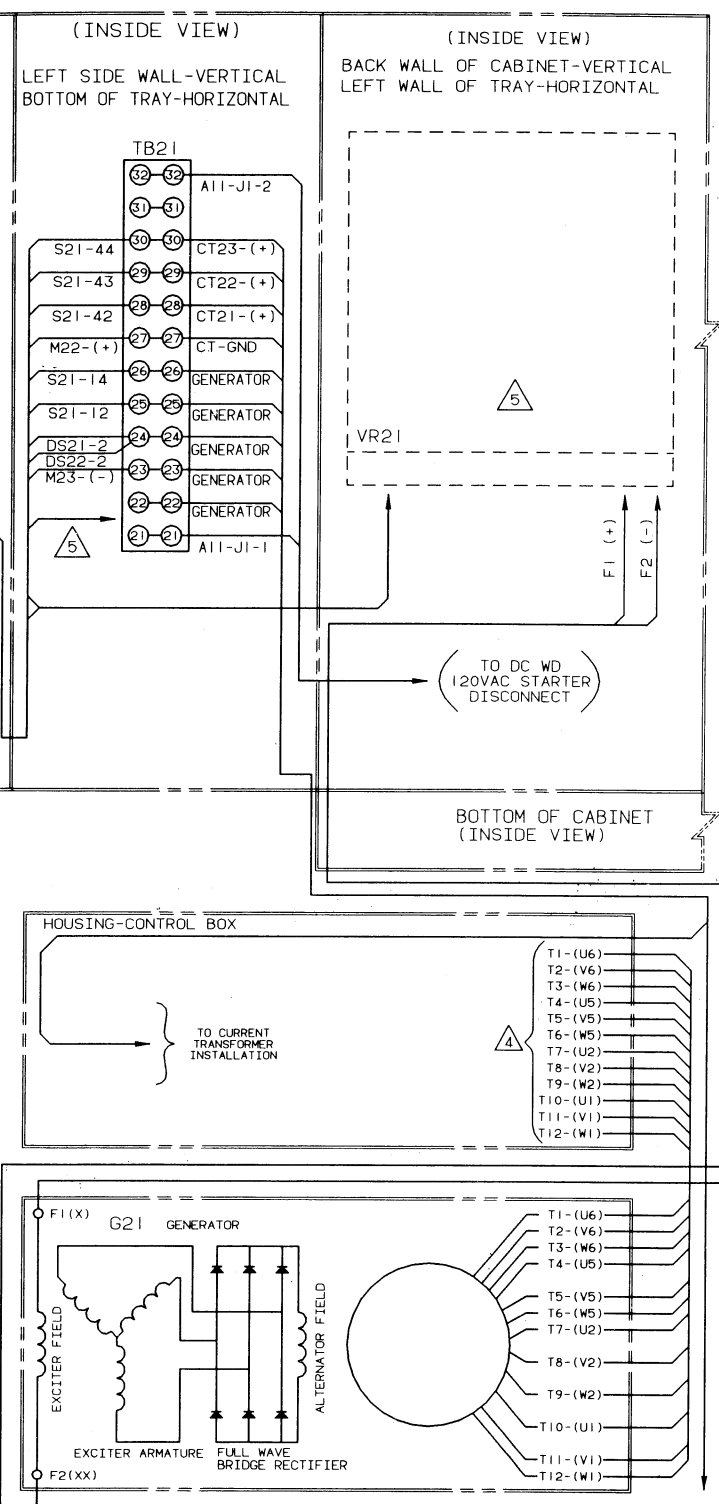 (INSIDE VIEW)
LEFT SIDE WALL-VERTICAL
BOTTOM OF TRAY-HORIZONTAL
(INSIDE VIEW)
BACK WALL OF CABINET-VERTICAL
LEFT WALL OF TRAY-HORIZONTAL
TB21
32 32 A11-J1-2
31 31
S21-44 30 30 CT23-(+)
S21-43 29 29 CT22-(+)
S21-42 28 28 CT21-(+)
M22-(+) 27 27 CT-GND
S21-14 26 26 GENERATOR
S21-12 25 25 GENERATOR
DS21-2 24 24 GENERATOR
DS22-2
M23-(-) 23 23 GENERATOR
22 22 GENERATOR
21 21 A11-J1-1
5
5
VR21
F1 (+)
F2 (-)
TO DC WD
120VAC STARTER
DISCONNECT
BOTTOM OF CABINET
(INSIDE VIEW)
HOUSING-CONTROL BOX
TO CURRENT
TRANSFORMER
INSTALLATION
4
T1-(U6)
T2-(V6)
T3-(W6)
T4-(U5)
T5-(V5)
T6-(W5)
T7-(U2)
T8-(V2)
T9-(W2)
T10-(U1)
T11-(V1)
T12-(W1)
F1(X)
G21 GENERATOR
EXCITER FIELD
ALTERNATOR FIELD
EXCITER ARMATURE
FULL WAVE
BRIDGE RECTIFIER
F2(XX)
T1-(U6)
T2-(V6)
T3-(W6)
T4-(U5)
T5-(V5)
T6-(W5)
T7-(U2)
T8-(V2)
T9-(W2)
T10-(U1)
T11-(V1)
T12-(W1)